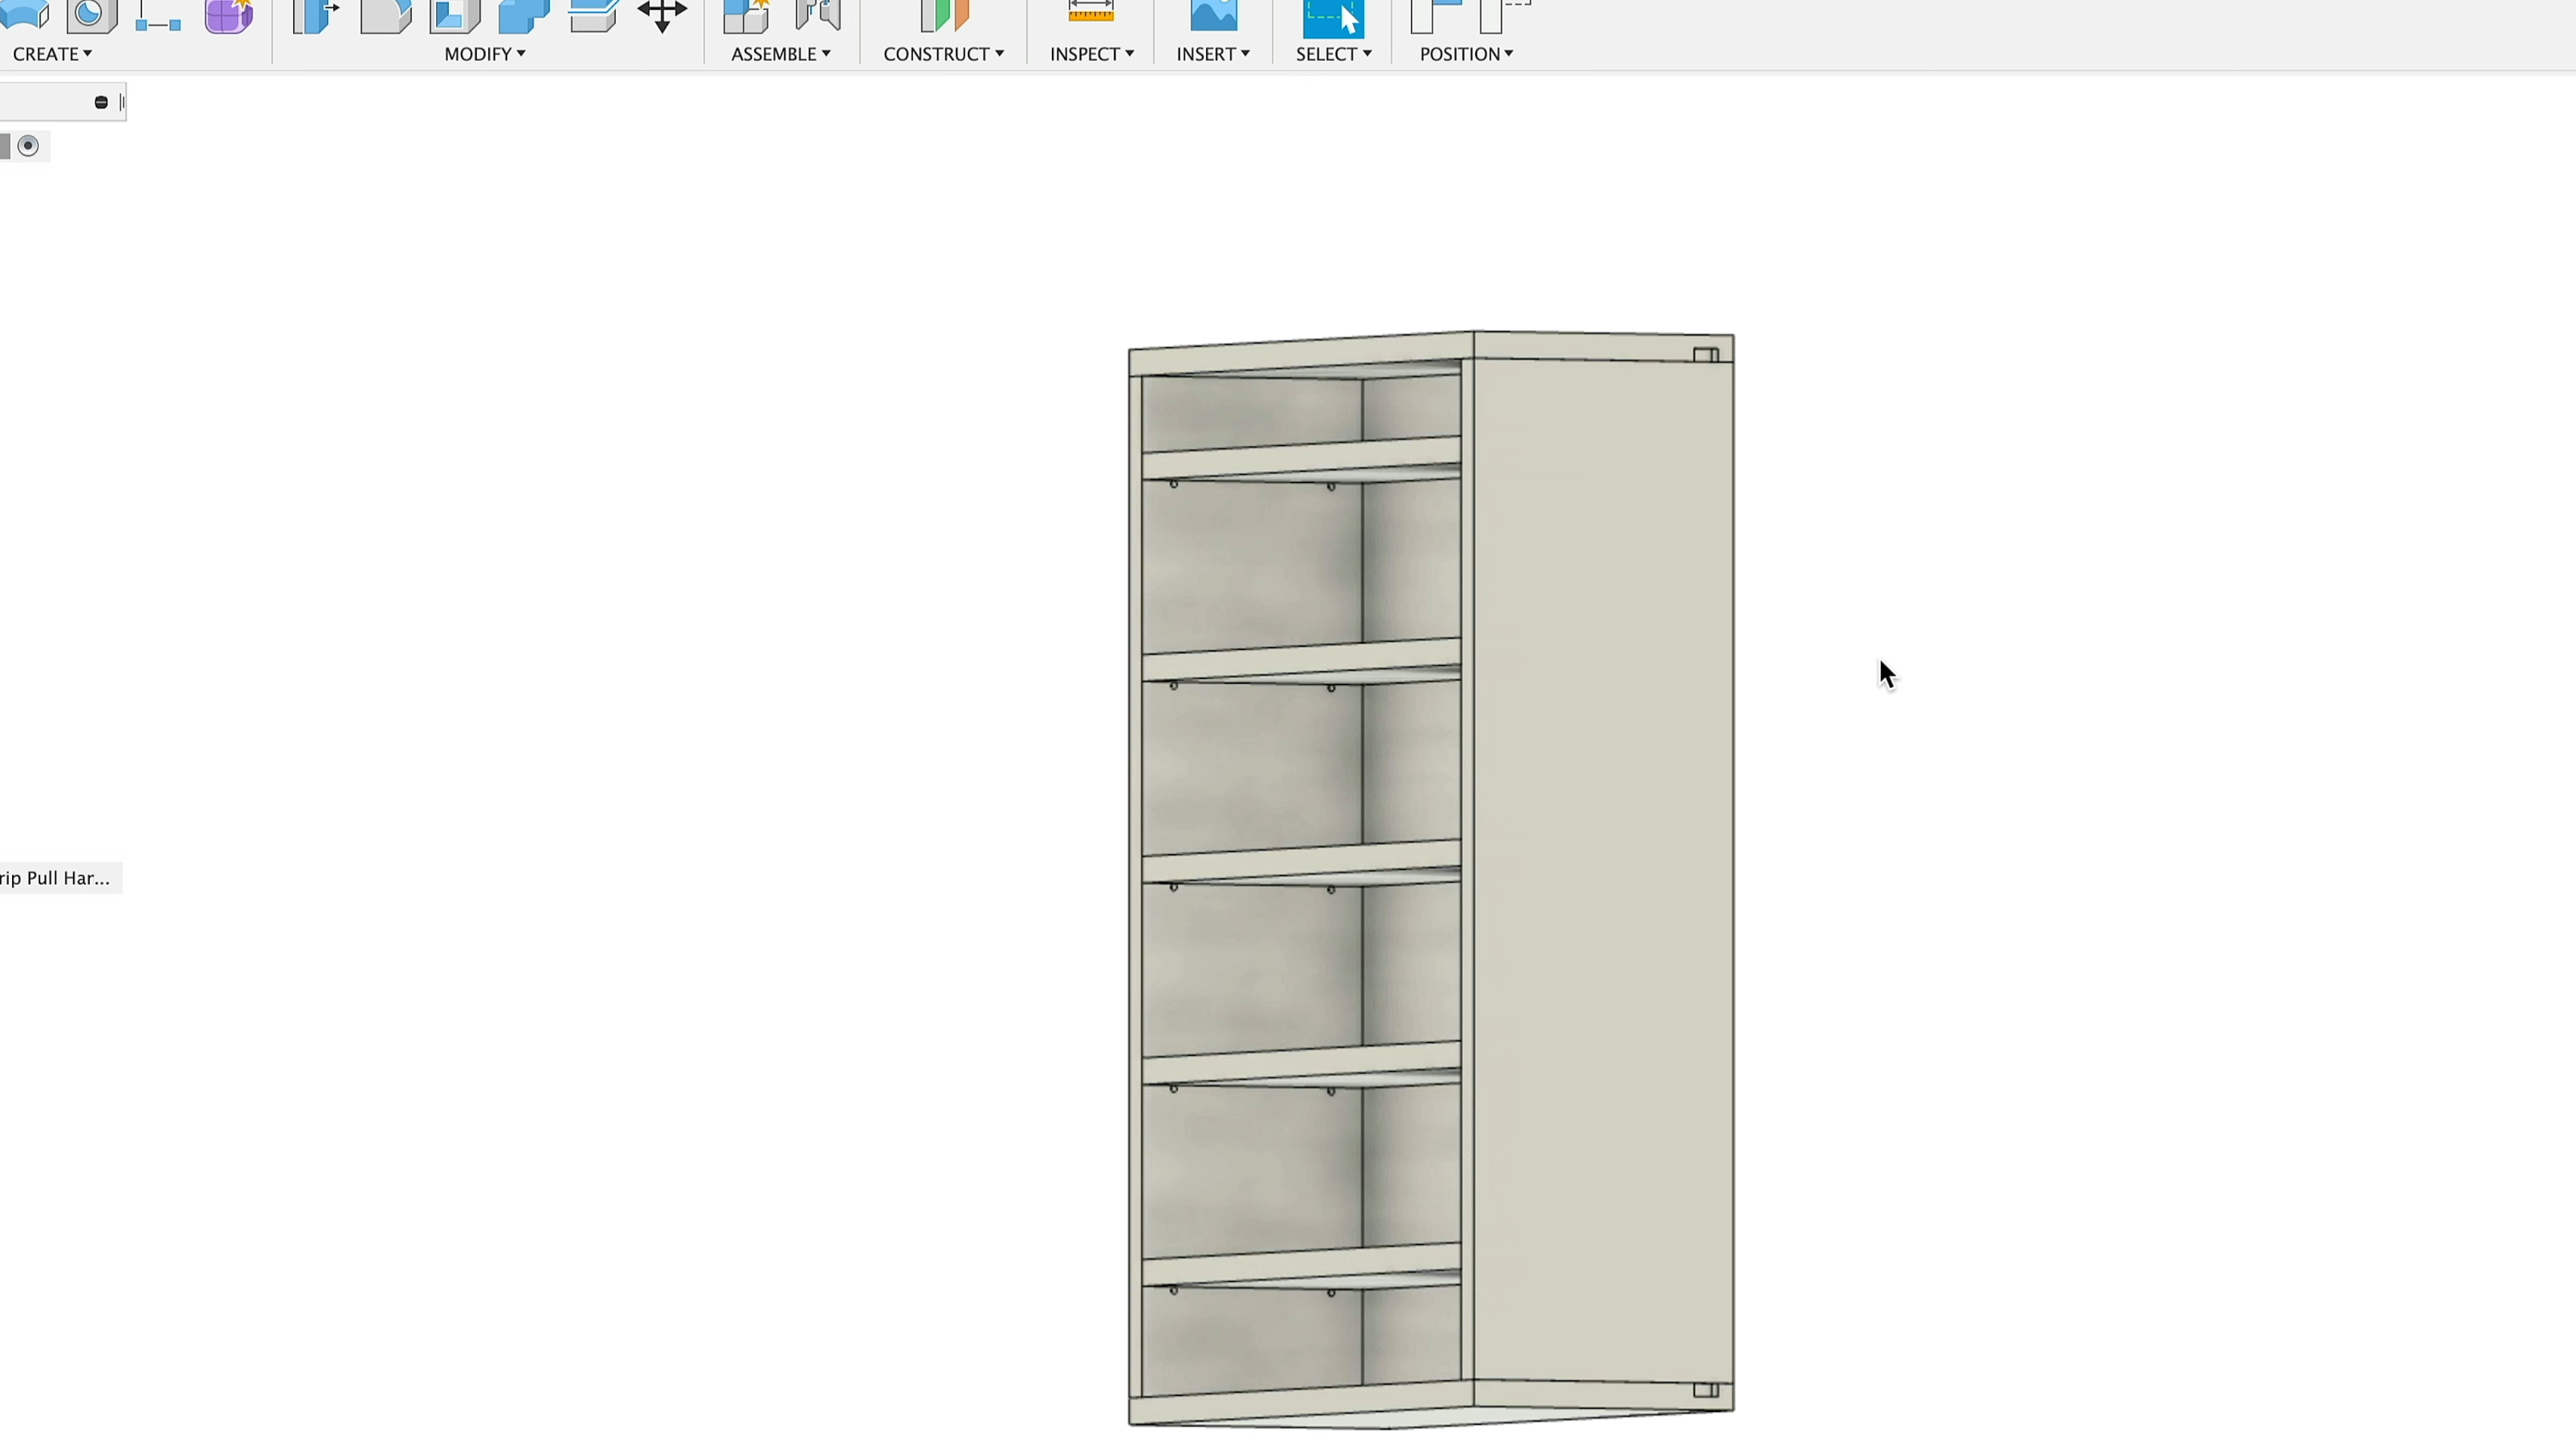 CREATE MODIFY ASSEMBLE CONSTRUCT INSPECT INSERT SELECT POSITION
rip Pull Har...